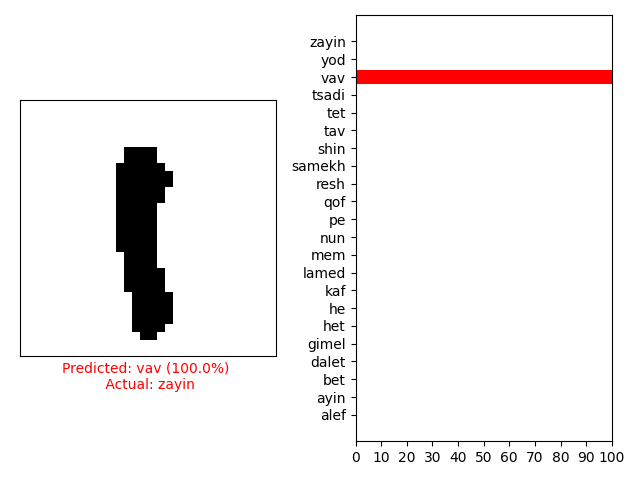 Predicted: vav (100.0%)
Actual: zayin
zayin
yod
vav
tsadi
tet
tav
shin
samekh
resh
qof
pe
nun
mem
lamed
kaf
he
het
gimel
dalet
bet
ayin
alef
0 10 20 30 40 50 60 70 80 90 100